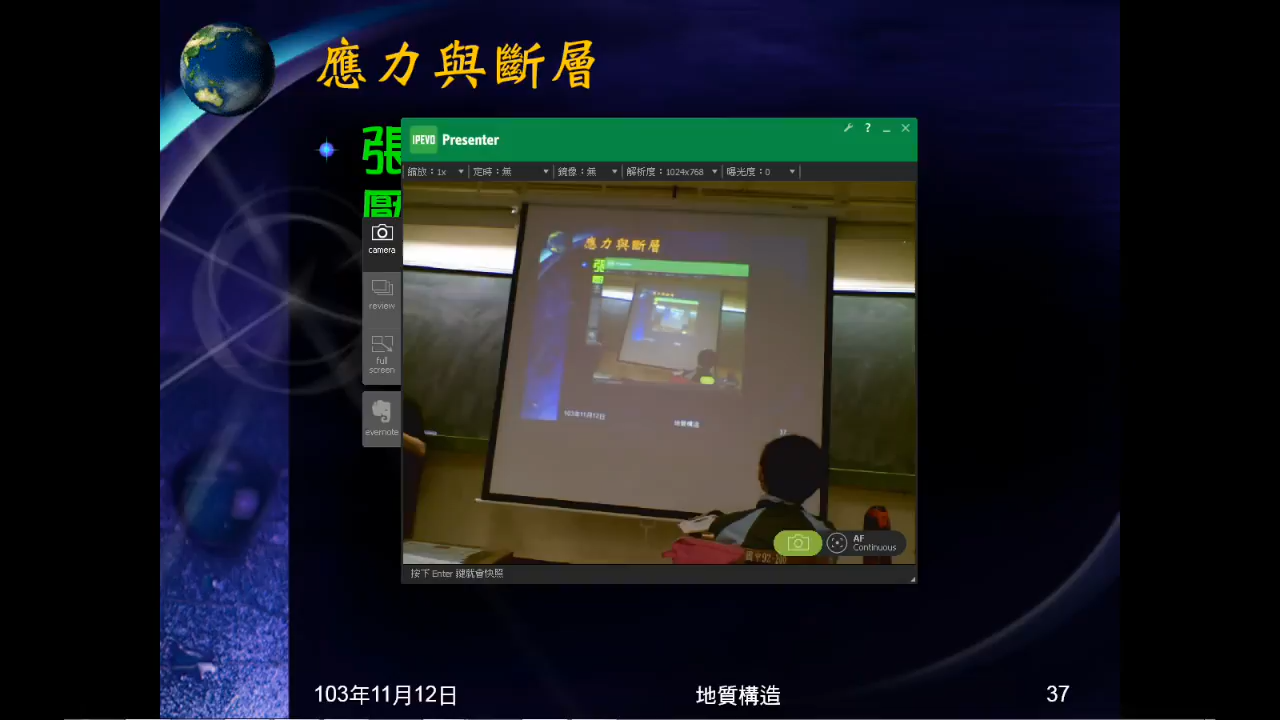 應力與斷層
張
IPEVO Presenter
?
縮放：1x 定時：無 鏡像：無 解析度：1024x768 曝光度：0
camera
review
full
screen
evernote
應力與斷層
張
103年11月12日 地質構造 37
AF
Continuous
按下 Enter 鍵就會快照
103年11月12日 地質構造 37